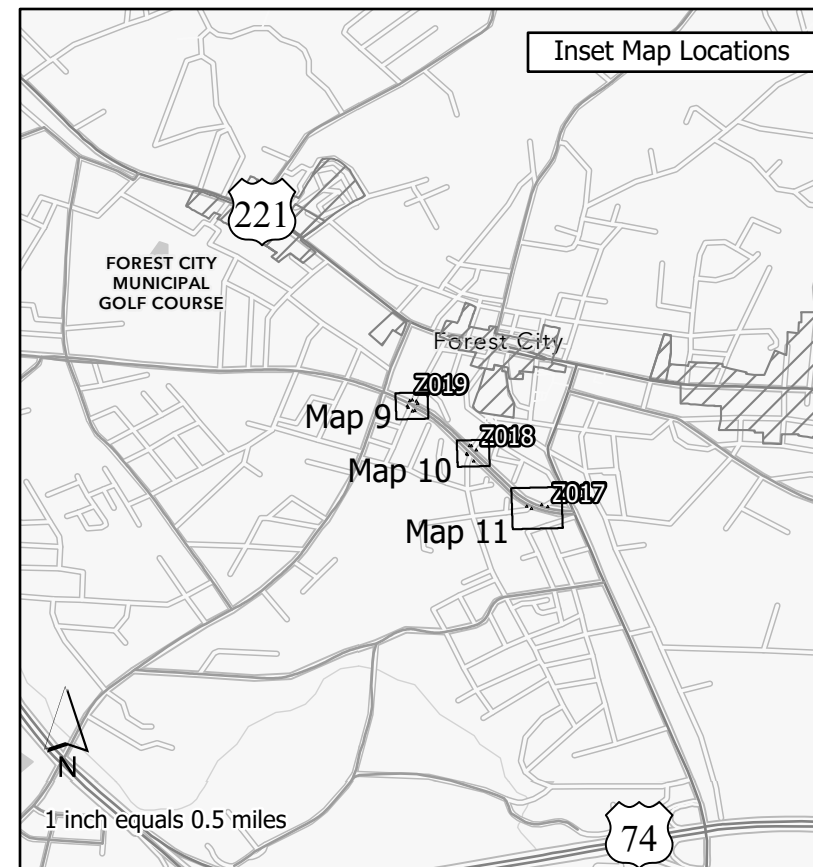 Inset Map Locations
221
FOREST CITY
MUNICIPAL
GOLF COURSE
Forest City
Z019
Map 9
Z018
Map 10
Z017
Map 11
N
1 inch equals 0.5 miles
74